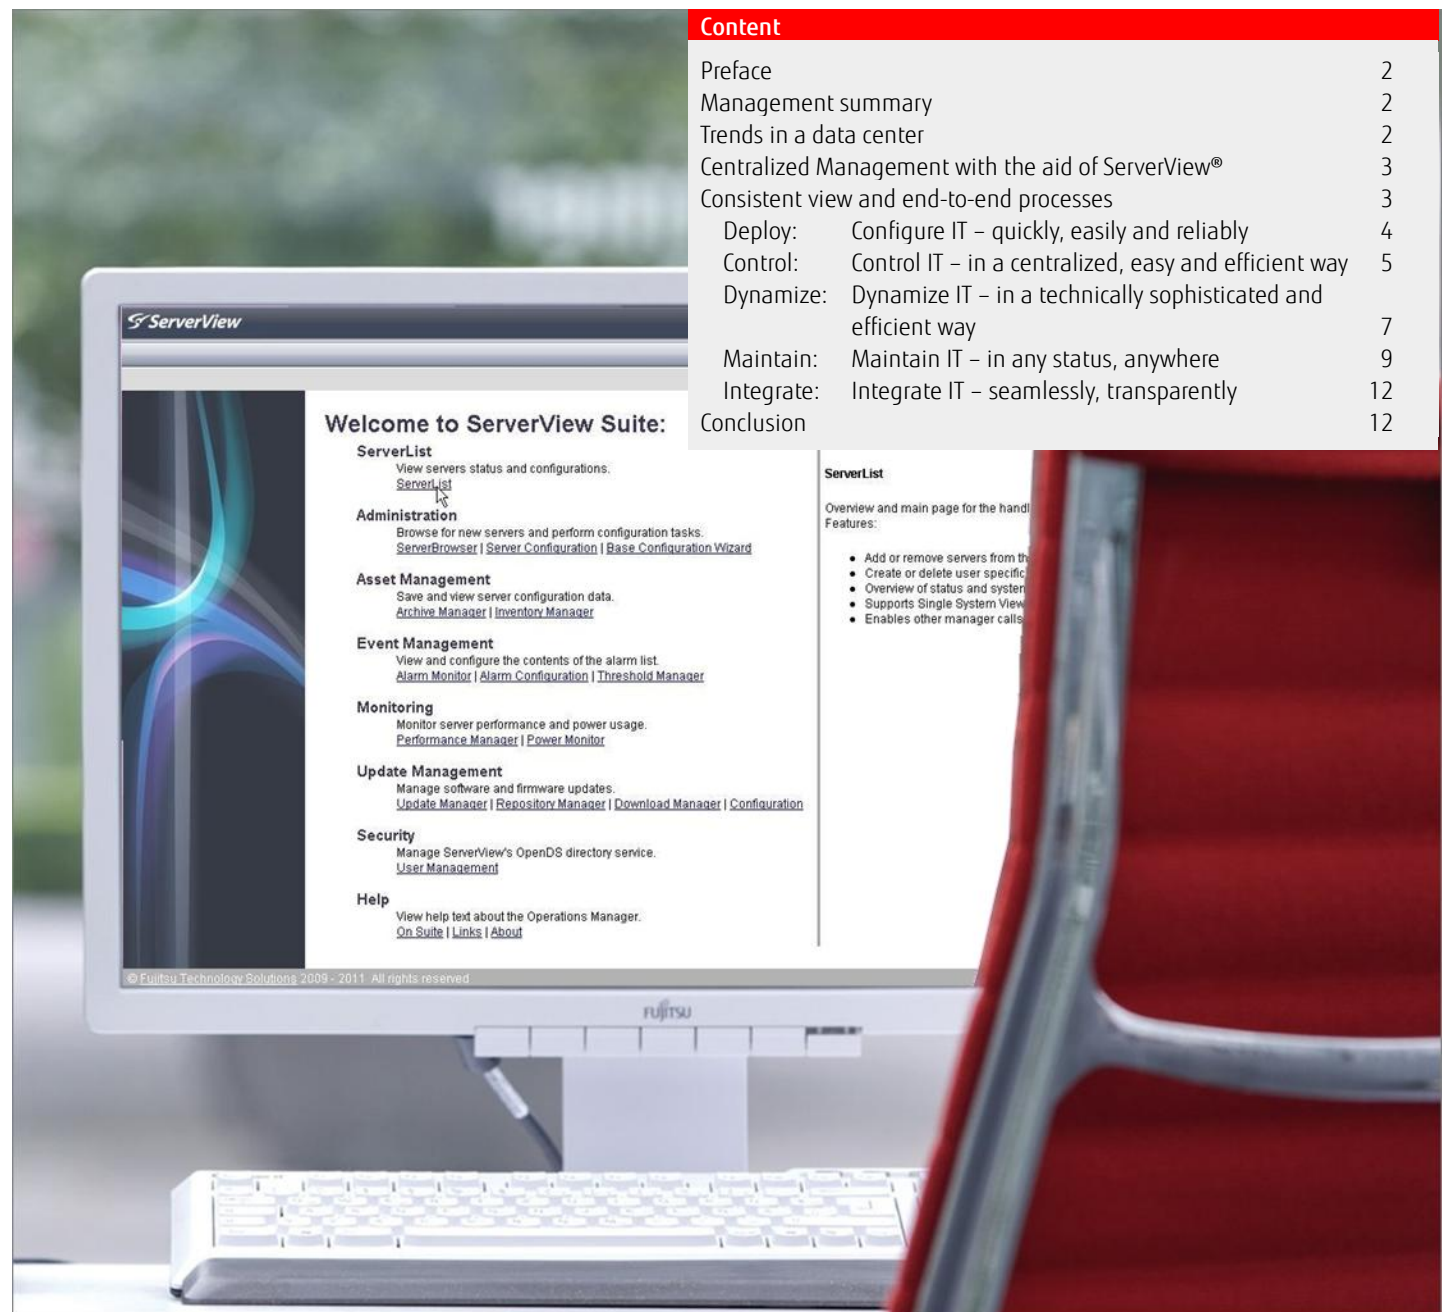 Content
Preface 2
Management summary 2
Trends in a data center 2
Centralized Management with the aid of ServerView® 3
Consistent view and end-to-end processes 3
Deploy: Configure IT – quickly, easily and reliably 4
Control: Control IT – in a centralized, easy and efficient way 5
Dynamize: Dynamize IT – in a technically sophisticated and
efficient way 7
Maintain: Maintain IT – in any status, anywhere 9
Integrate: Integrate IT – seamlessly, transparently 12
Conclusion 12
ServerView
Welcome to ServerView Suite:
ServerList
View servers status and configurations.
ServerList
Administration
Browse for new servers and perform configuration tasks.
ServerBrowser | Server Configuration | Base Configuration Wizard
Asset Management
Save and view server configuration data.
Archive Manager | Inventory Manager
Event Management
View and configure the contents of the alarm list.
Alarm Monitor | Alarm Configuration | Threshold Manager
Monitoring
Monitor server performance and power usage.
Performance Manager | Power Monitor
Update Management
Manage software and firmware updates.
Update Manager | Repository Manager | Download Manager | Configuration
Security
Manage ServerView's OpenDS directory service.
User Management
Help
View help text about the Operations Manager.
On Suite | Links | About
ServerList
Overview and main page for the handl
Features:
Add or remove servers from th
Create or delete user specific
Overview of status and system
Supports Single System View
Enables other manager calls
© Fujitsu Technology Solutions 2009 - 2011 All rights reserved
FUJITSU